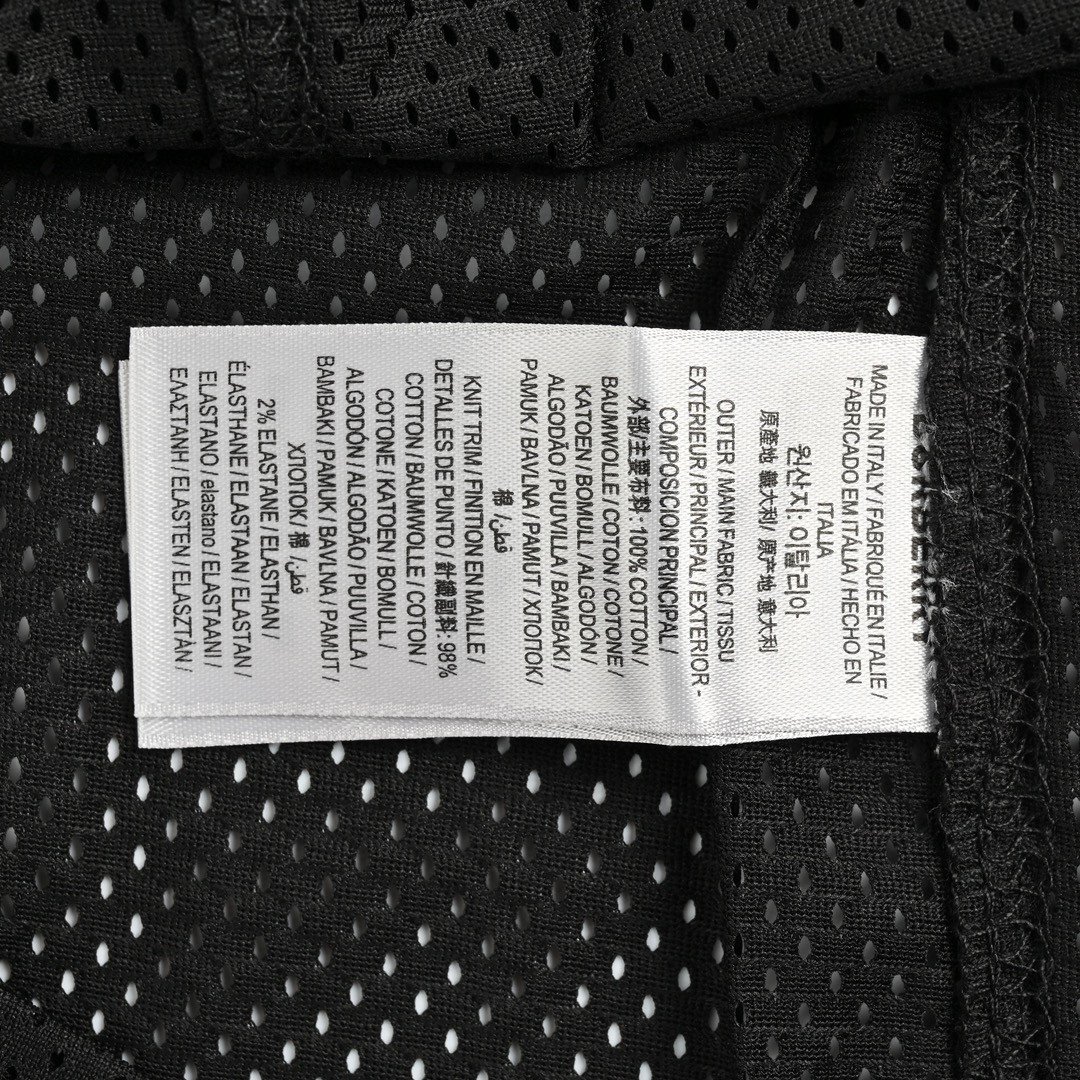 MADE IN ITALY / FABRIQUÉ EN ITALIE /
FABRICADO EM ITÁLIA / HECHO EN
ITALIA
원산지 이탈리아
原產地 義大利 / 原产地 意大利
OUTER / MAIN FABRIC / TISSU
EXTÉRIEUR / PRINCIPAL / EXTERIOR -
COMPOSICION PRINCIPAL /
外部/主要布料 : 100% COTTON /
BAUMWOLLE / COTON / COTONE /
KATOEN / BOMULL / ALGODÓN /
ALGODÃO / PUUVILLA / BAMBAKI /
PAMUK / BAVLNA / PAMUT / ХΠΟΠΟΚ /
棉 / قطن
KNIT TRIM / FINITION EN MAILLE /
DETALLES DE PUNTO / 針織副料: 98%
COTTON / BAUMWOLLE / COTON /
COTONE / KATOEN / BOMULL /
ALGODÓN / ALGODÃO / PUUVILLA /
BAMBAKI / PAMUK / BAVLNA / PAMUT /
ХΠΟΠΟΚ / 棉 / قطن
2% ELASTANE / ELASTHAN /
ÉLASTHANE / ELASTAAN / ELASTAN /
ELASTANO / elastano / ELASTAANI /
ΕΛΑΣΤΑΝΗ / ELASTEN / ELASZTÁN /